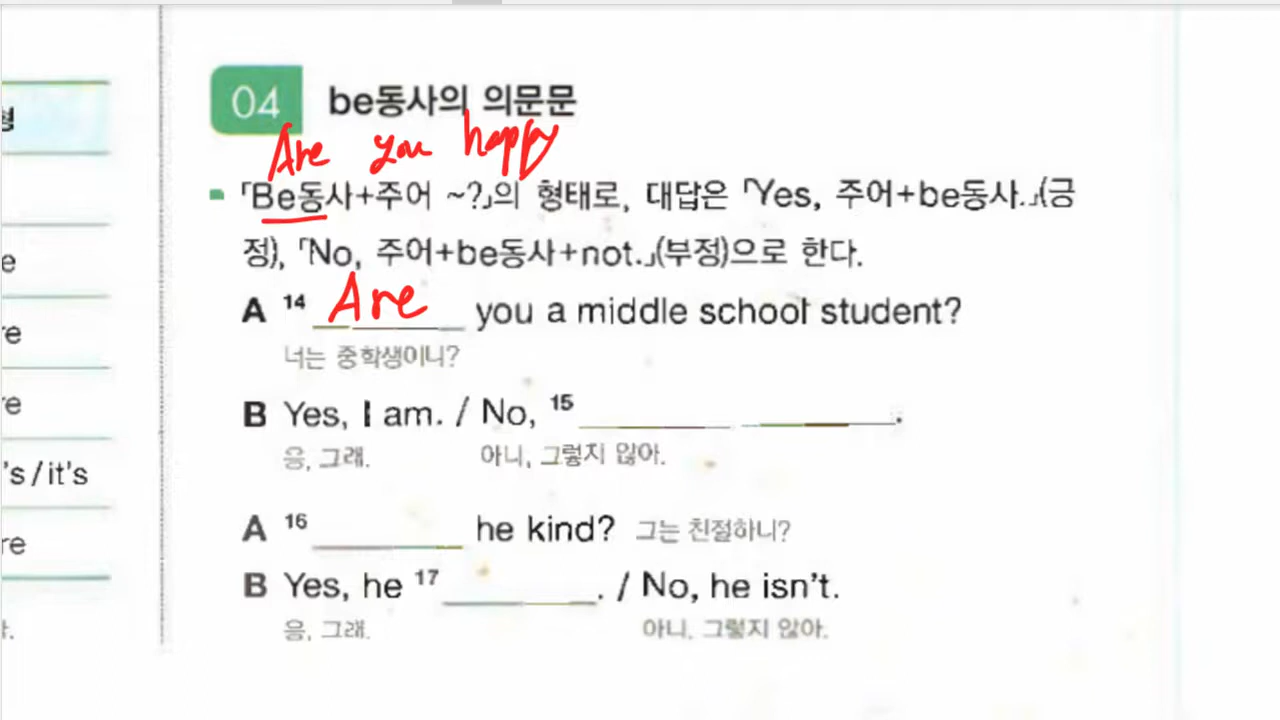 04 be동사의 의문문
Are you happy
「Be동사+주어 ~?」의 형태로, 대답은 「Yes, 주어+be동사.」(긍
정), 「No, 주어+be동사+not.」(부정)으로 한다.
A 14 Are you a middle school student?
너는 중학생이니?
B Yes, I am. / No, 15 .
응, 그래. 아니, 그렇지 않아.
A 16 he kind? 그는 친절하니?
B Yes, he 17 . / No, he isn't.
응, 그래. 아니, 그렇지 않아.
형
e
re
re
's / it's
re